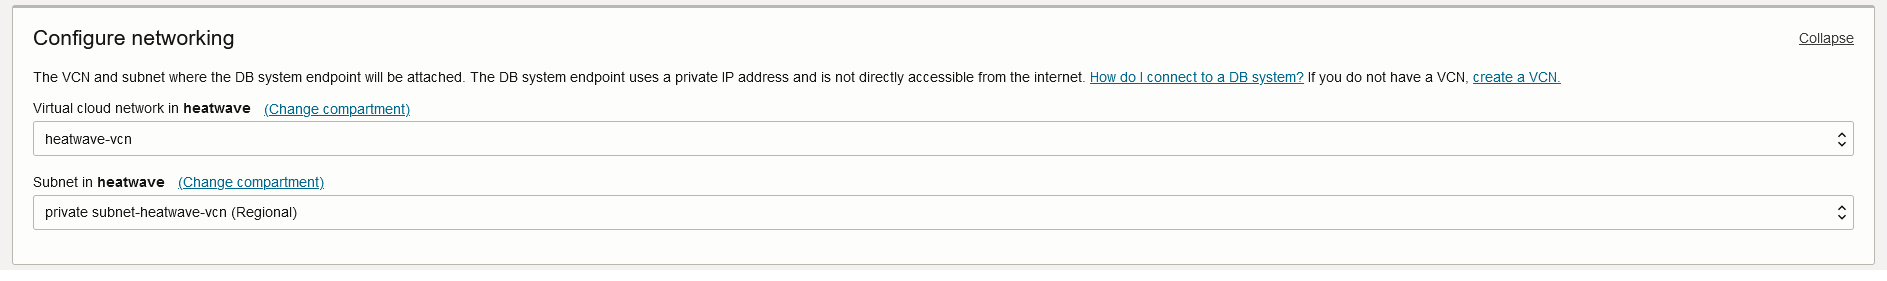 Configure networking
Collapse
The VCN and subnet where the DB system endpoint will be attached. The DB system endpoint uses a private IP address and is not directly accessible from the internet. How do I connect to a DB system? If you do not have a VCN, create a VCN.
Virtual cloud network in heatwave (Change compartment)
heatwave-vcn
Subnet in heatwave (Change compartment)
private subnet-heatwave-vcn (Regional)